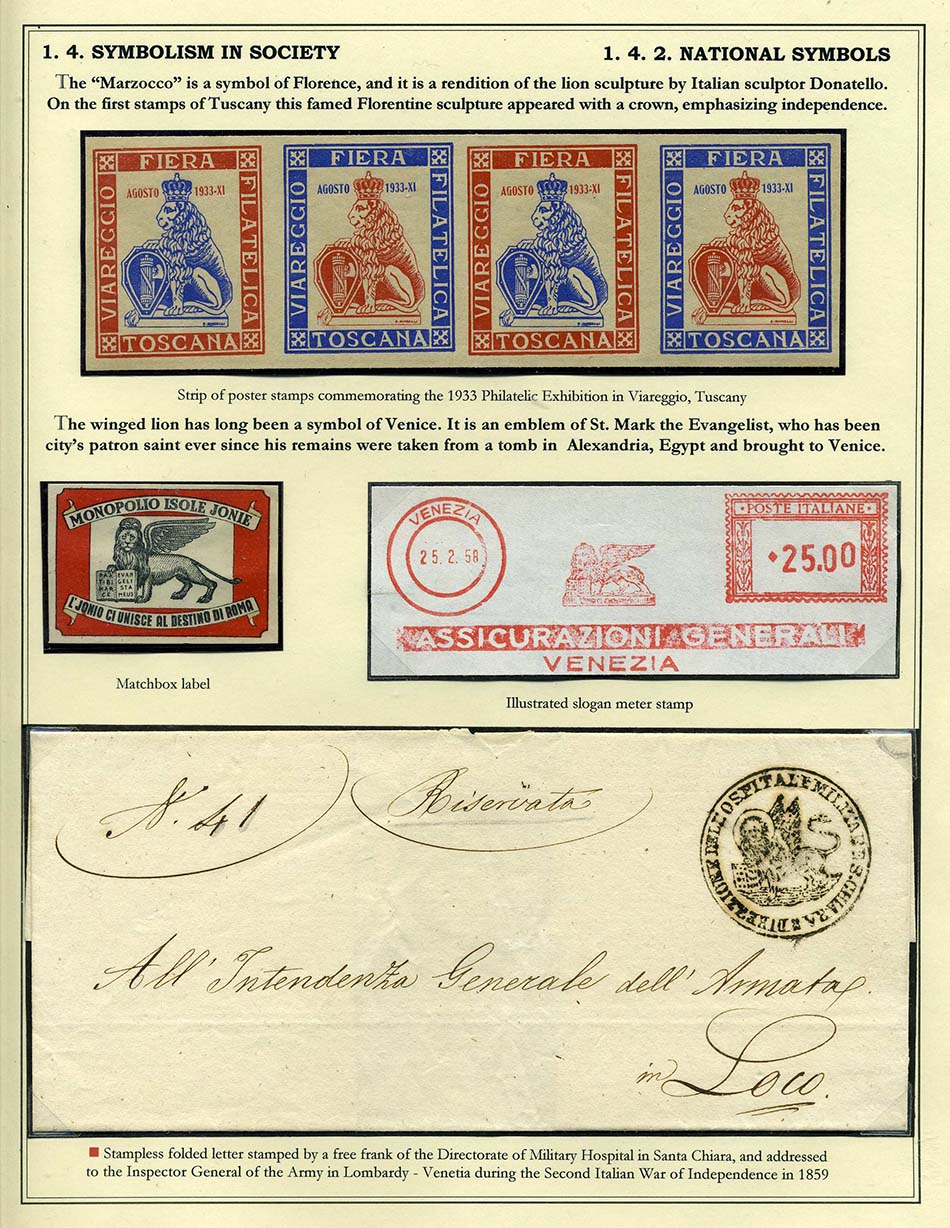 1. 4. SYMBOLISM IN SOCIETY
1. 4. 2. NATIONAL SYMBOLS
The “Marzocco” is a symbol of Florence, and it is a rendition of the lion sculpture by Italian sculptor Donatello.
On the first stamps of Tuscany this famed Florentine sculpture appeared with a crown, emphasizing independence.
FIERA
AGOSTO 1933-XI
VIAREGGIO
FILATELICA
TOSCANA
FIERA
AGOSTO 1933-XI
VIAREGGIO
FILATELICA
TOSCANA
FIERA
AGOSTO 1933-XI
VIAREGGIO
FILATELICA
TOSCANA
FIERA
AGOSTO 1933-XI
VIAREGGIO
FILATELICA
TOSCANA
Strip of poster stamps commemorating the 1933 Philatelic Exhibition in Viareggio, Tuscany
The winged lion has long been a symbol of Venice. It is an emblem of St. Mark the Evangelist, who has been
city’s patron saint ever since his remains were taken from a tomb in Alexandria, Egypt and brought to Venice.
MONOPOLIO ISOLE JONIE
PAX EVAN
TIBI GELI
MAR STA
CE MEUS
L'JONIO CI UNISCE AL DESTINO DI ROMA
Matchbox label
VENEZIA
25.2.58
POSTE ITALIANE
25.00
ASSICURAZIONI GENERALI
VENEZIA
Illustrated slogan meter stamp
N. 41
Riservata
DIREZZIONE DELL'OSPITALE MILITARE S. CHIARA
All' Intendenza Generale dell' Armata
in Loco.
Stampless folded letter stamped by a free frank of the Directorate of Military Hospital in Santa Chiara, and addressed
to the Inspector General of the Army in Lombardy - Venetia during the Second Italian War of Independence in 1859